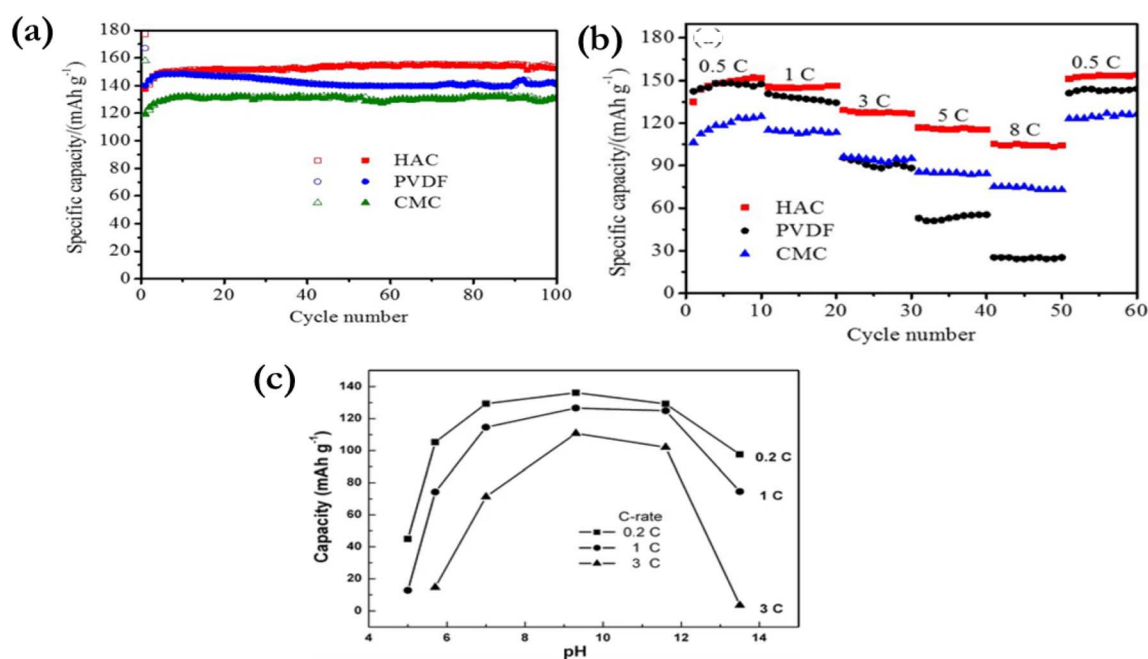 (a)
Specific capacity/(mAh g⁻¹)
180
160
140
120
100
80
60
40
20
0
HAC
PVDF
CMC
0 20 40 60 80 100
Cycle number
(b)
Specific capacity/(mAh g⁻¹)
180
150
120
90
60
30
0
0.5 C
1 C
3 C
5 C
8 C
0.5 C
HAC
PVDF
CMC
0 10 20 30 40 50 60
Cycle number
(c)
Capacity (mAh g⁻¹)
140
120
100
80
60
40
20
0
C-rate
0.2 C
1 C
3 C
0.2 C
1 C
3 C
4 6 8 10 12 14
pH